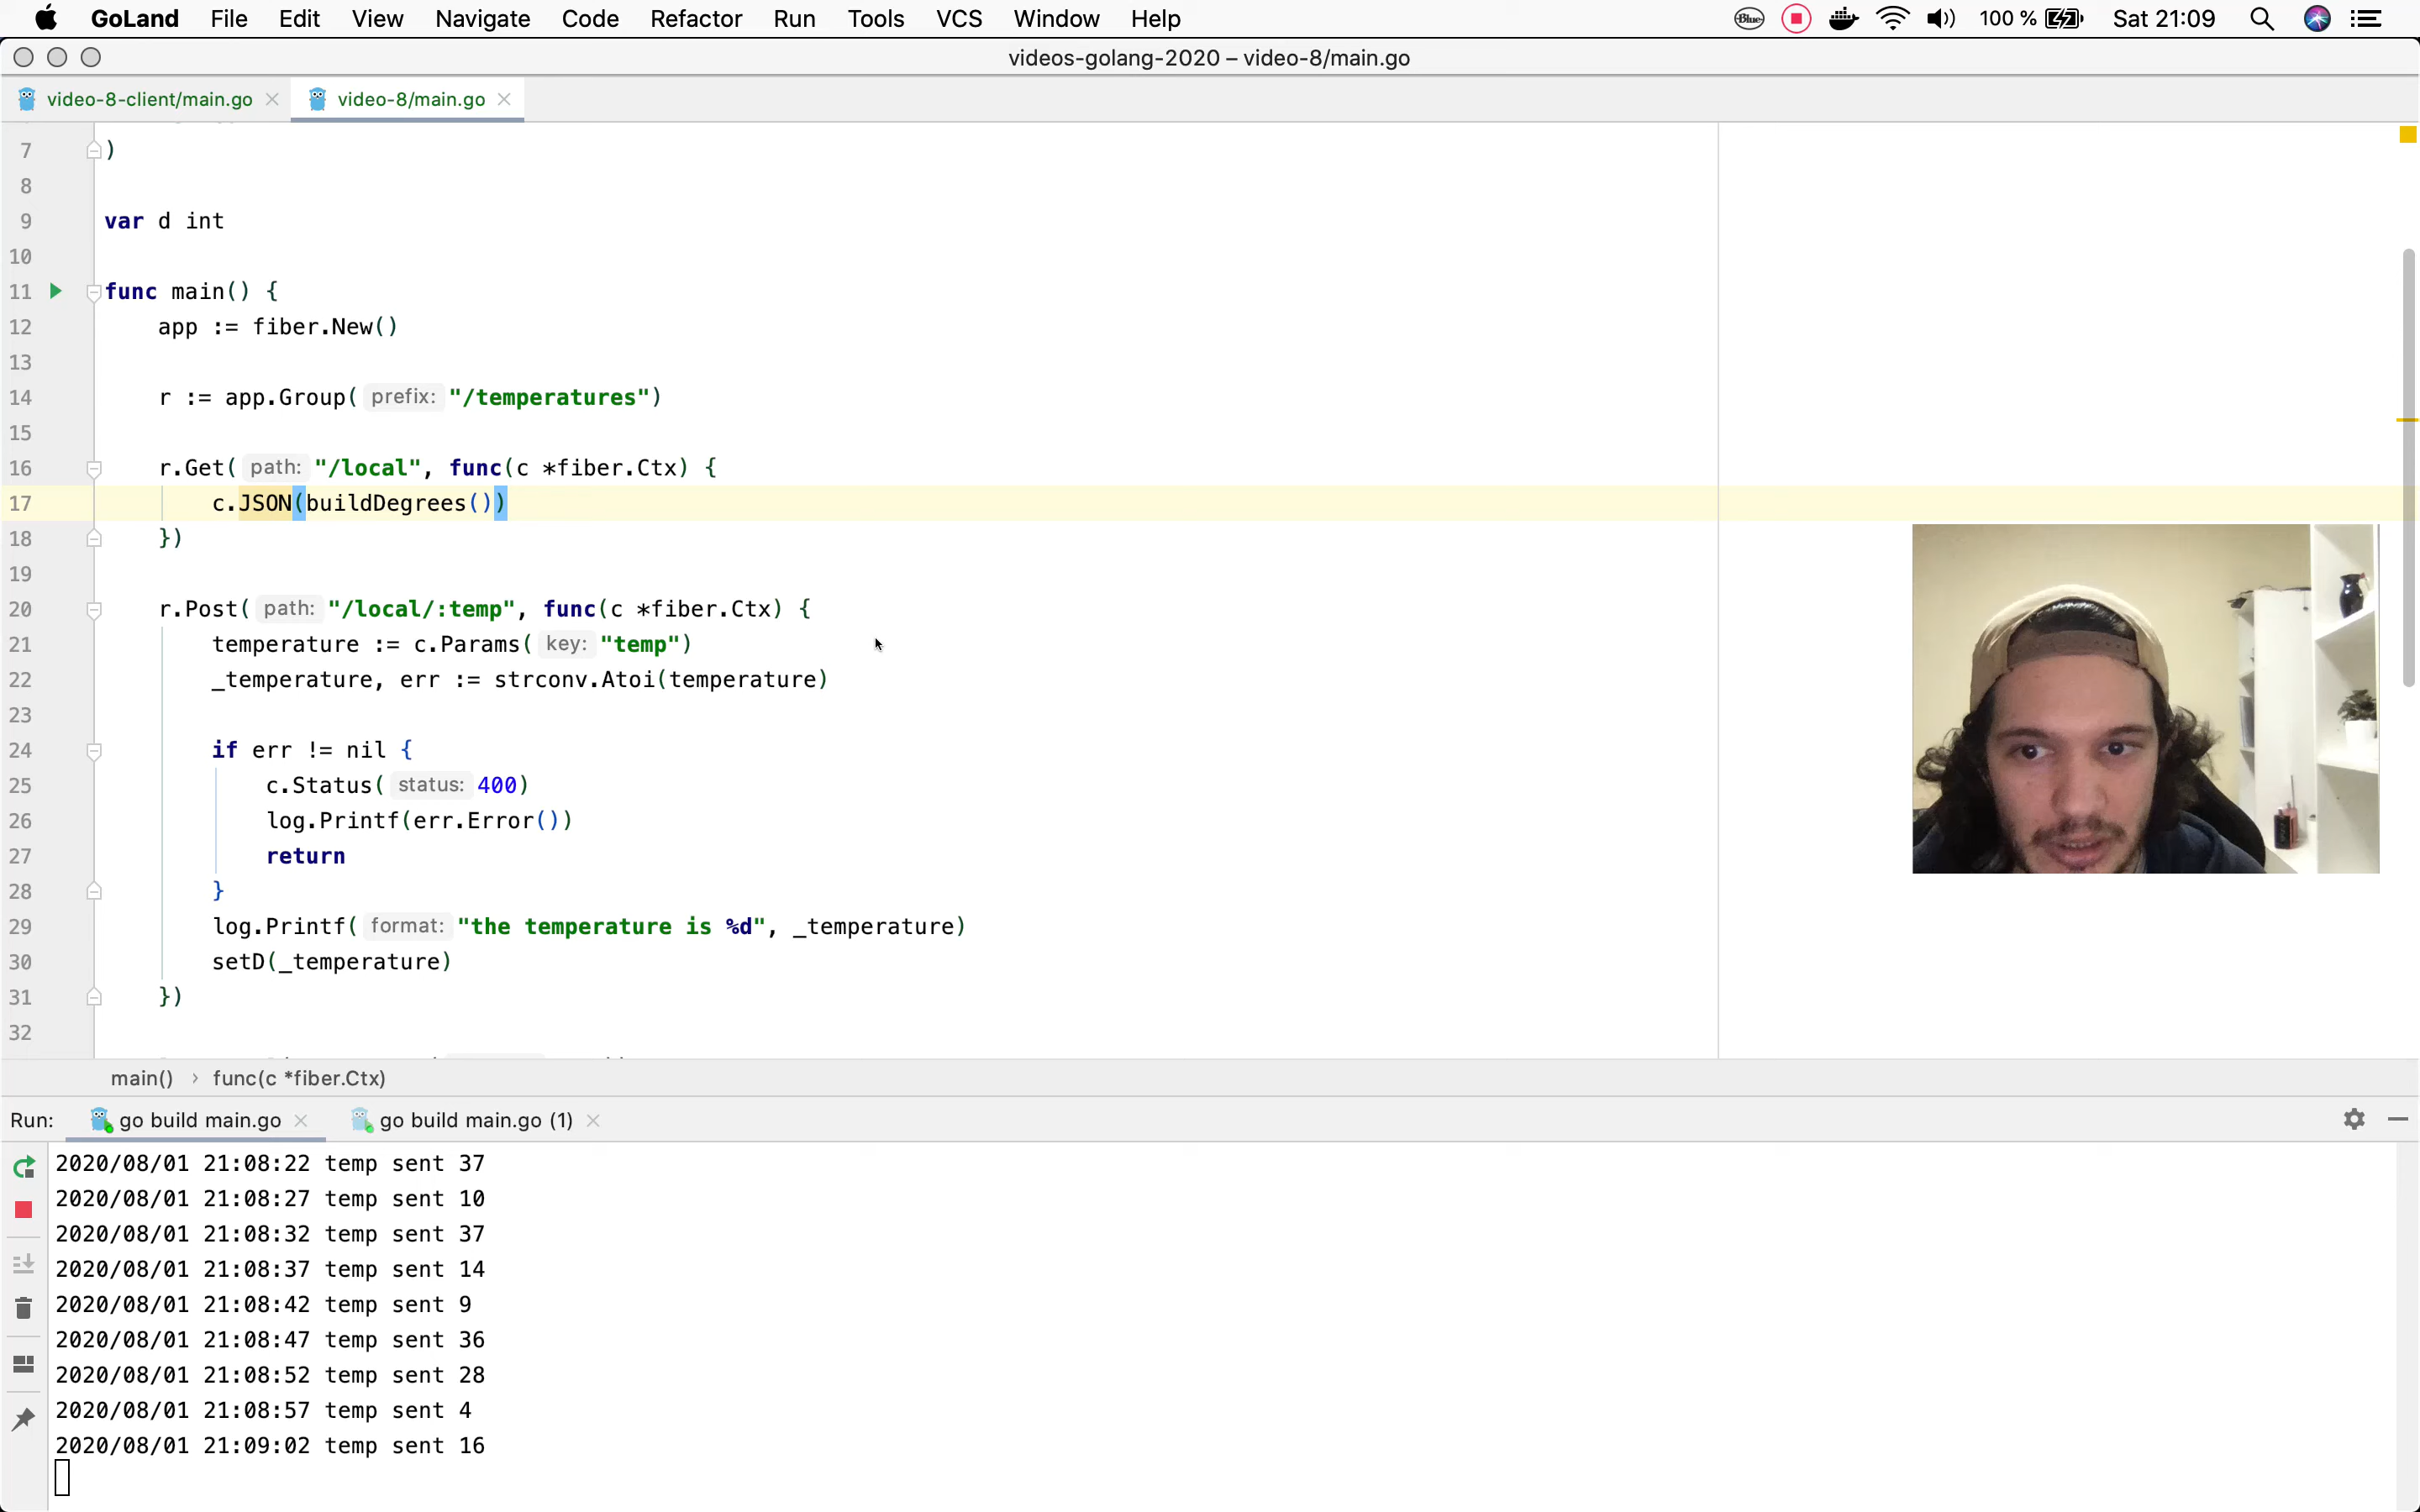 GoLand File Edit View Navigate Code Refactor Run Tools VCS Window Help Blue 100 % Sat 21:09
videos-golang-2020 – video-8/main.go
video-8-client/main.go video-8/main.go
7 )
8
9 var d int
10
11 func main() {
12 app := fiber.New()
13
14 r := app.Group( prefix: "/temperatures")
15
16 r.Get( path: "/local", func(c *fiber.Ctx) {
17 c.JSON(buildDegrees())
18 })
19
20 r.Post( path: "/local/:temp", func(c *fiber.Ctx) {
21 temperature := c.Params( key: "temp")
22 _temperature, err := strconv.Atoi(temperature)
23
24 if err != nil {
25 c.Status( status: 400)
26 log.Printf(err.Error())
27 return
28 }
29 log.Printf( format: "the temperature is %d", _temperature)
30 setD(_temperature)
31 })
32
main() › func(c *fiber.Ctx)
Run: go build main.go go build main.go (1)
2020/08/01 21:08:22 temp sent 37
2020/08/01 21:08:27 temp sent 10
2020/08/01 21:08:32 temp sent 37
2020/08/01 21:08:37 temp sent 14
2020/08/01 21:08:42 temp sent 9
2020/08/01 21:08:47 temp sent 36
2020/08/01 21:08:52 temp sent 28
2020/08/01 21:08:57 temp sent 4
2020/08/01 21:09:02 temp sent 16